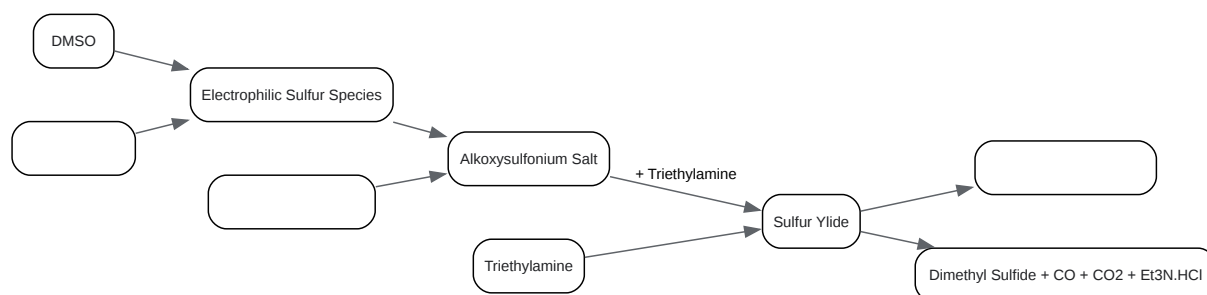 DMSO
Electrophilic Sulfur Species
Alkoxysulfonium Salt
+ Triethylamine
Sulfur Ylide
Triethylamine
Dimethyl Sulfide + CO + CO2 + Et3N.HCl